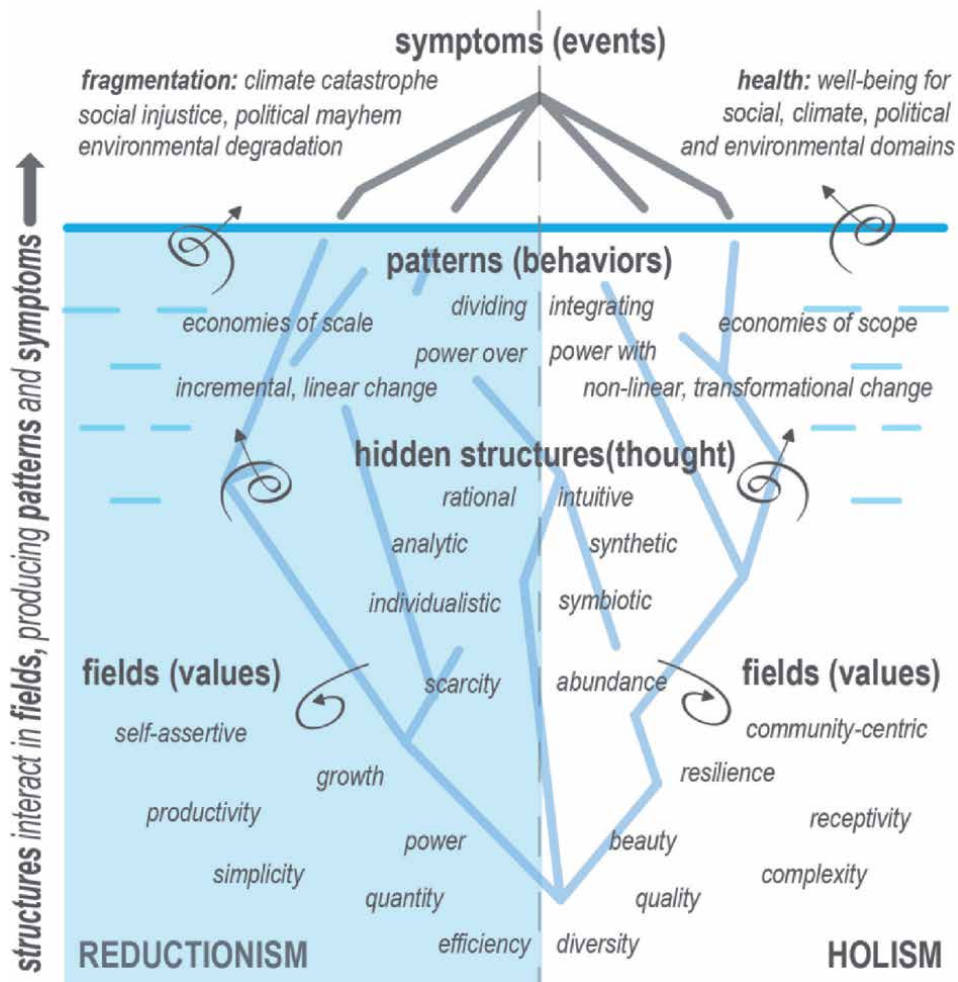 symptoms (events)
fragmentation: climate catastrophe
social injustice, political mayhem
environmental degradation
health: well-being for
social, climate, political
and environmental domains
structures interact in fields, producing patterns and symptoms
patterns (behaviors)
dividing
integrating
economies of scale
economies of scope
power over
power with
incremental, linear change
non-linear, transformational change
hidden structures(thought)
rational
intuitive
analytic
synthetic
individualistic
symbiotic
fields (values)
scarcity
abundance
fields (values)
self-assertive
community-centric
growth
resilience
productivity
receptivity
power
beauty
simplicity
complexity
quantity
quality
efficiency
diversity
REDUCTIONISM
HOLISM